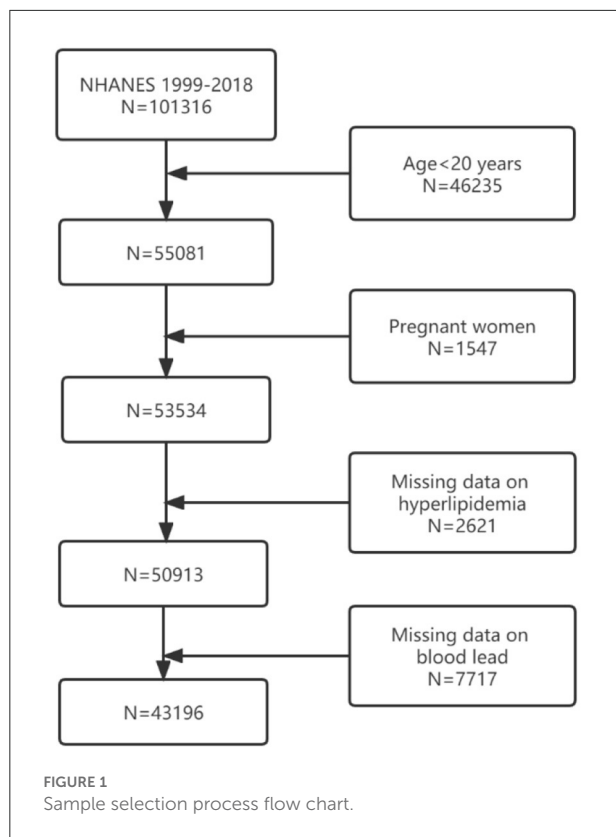 NHANES 1999-2018
N=101316
Age<20 years
N=46235
N=55081
Pregnant women
N=1547
N=53534
Missing data on
hyperlipidemia
N=2621
N=50913
Missing data on
blood lead
N=7717
N=43196
FIGURE 1
Sample selection process flow chart.